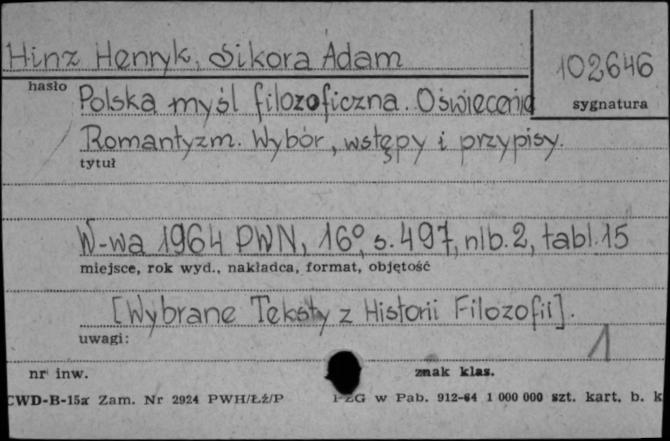 Hinz Henryk, Sikora Adam
102646
hasło
sygnatura
Polska myśl filozoficzna. Oświecenie
Romantyzm. Wybór, wstępy i przypisy.
tytuł
W-wa 1964 PWN, 16°, s. 497, nlb. 2, tabl. 15
miejsce, rok wyd., nakładca, format, objętość
[Wybrane Teksty z Historii Filozofii].
uwagi:
1
nr inw.
znak klas.
CWD-B-15a Zam. Nr 2924 PWH/Łź/P PZG w Pab. 912-64 1 000 000 szt. kart. b. k